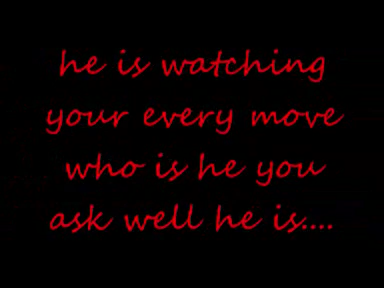 he is watching
your every move
who is he you
ask well he is....